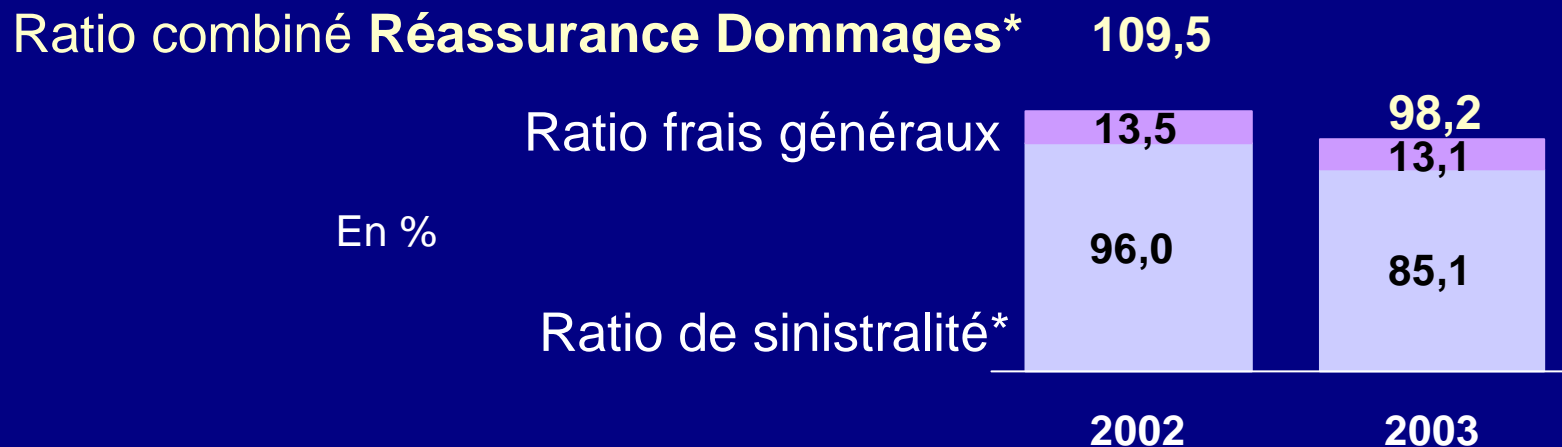 Ratio combiné Réassurance Dommages* 109,5
98,2
Ratio frais généraux 13,5 13,1
En %
96,0 85,1
Ratio de sinistralité*
2002 2003